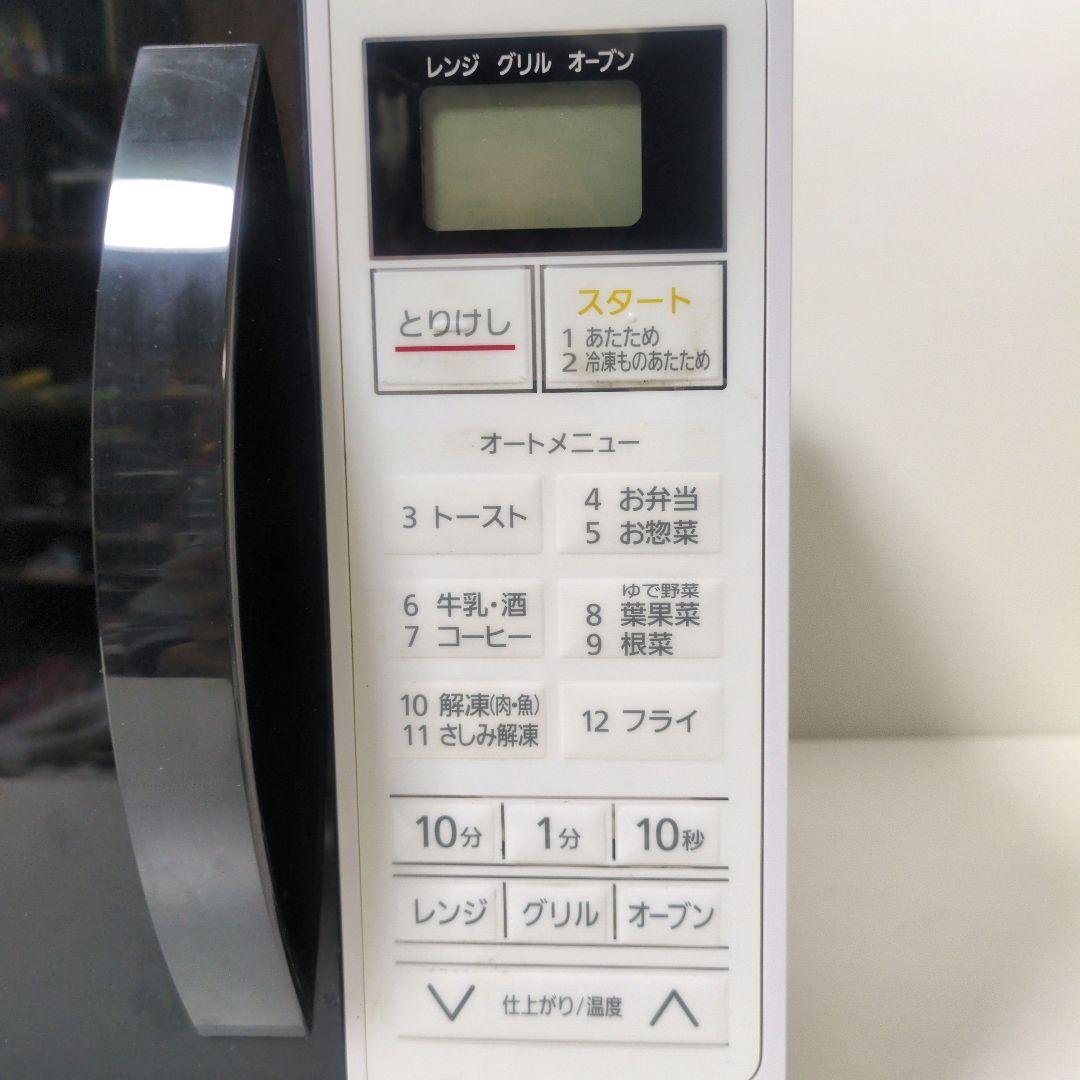 レンジ グリル オーブン
とりけし
スタート
1 あたため
2 冷凍ものあたため
オートメニュー
3 トースト
4 お弁当
5 お惣菜
6 牛乳・酒
7 コーヒー
ゆで野菜
8 葉果菜
9 根菜
10 解凍(肉・魚)
11 さしみ解凍
12 フライ
10分 1分 10秒
レンジ グリル オーブン
仕上がり/温度